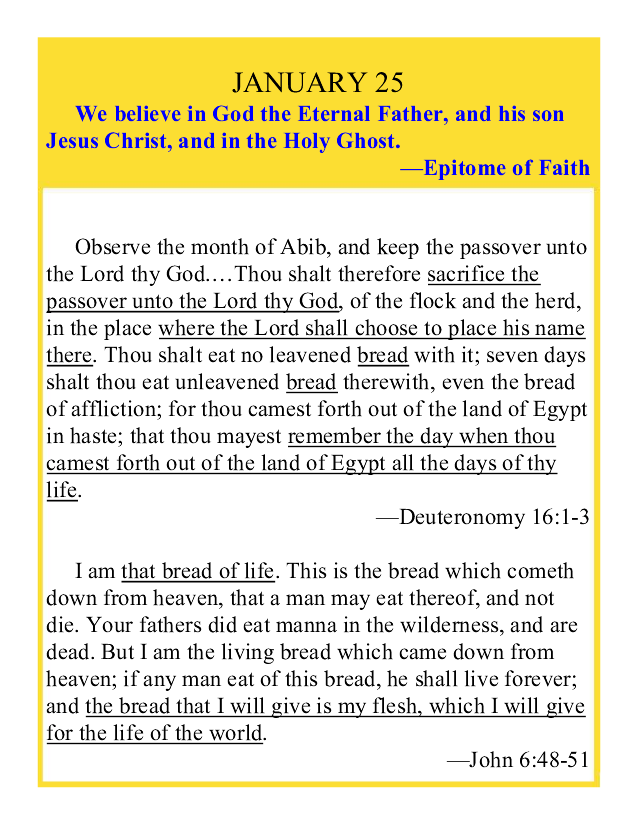 JANUARY 25
We believe in God the Eternal Father, and his son
Jesus Christ, and in the Holy Ghost.
—Epitome of Faith
Observe the month of Abib, and keep the passover unto
the Lord thy God.…Thou shalt therefore sacrifice the
passover unto the Lord thy God, of the flock and the herd,
in the place where the Lord shall choose to place his name
there. Thou shalt eat no leavened bread with it; seven days
shalt thou eat unleavened bread therewith, even the bread
of affliction; for thou camest forth out of the land of Egypt
in haste; that thou mayest remember the day when thou
camest forth out of the land of Egypt all the days of thy
life.
—Deuteronomy 16:1-3
I am that bread of life. This is the bread which cometh
down from heaven, that a man may eat thereof, and not
die. Your fathers did eat manna in the wilderness, and are
dead. But I am the living bread which came down from
heaven; if any man eat of this bread, he shall live forever;
and the bread that I will give is my flesh, which I will give
for the life of the world.
—John 6:48-51